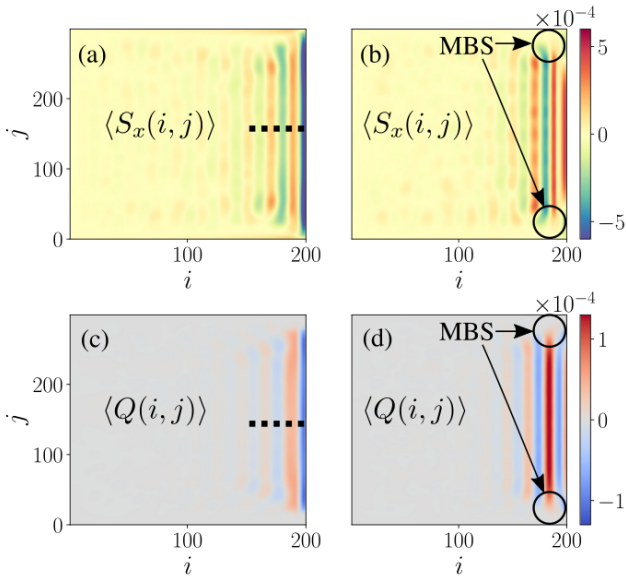 ×10⁻⁴
(a) (b) MBS 5
200
j ⟨Sₓ(i, j)⟩ ⟨Sₓ(i, j)⟩ 0
100
0 −5
100 200 100 200
i i
×10⁻⁴
(c) (d) MBS 1
200
j ⟨Q(i, j)⟩ ⟨Q(i, j)⟩ 0
100
0 −1
100 200 100 200
i i